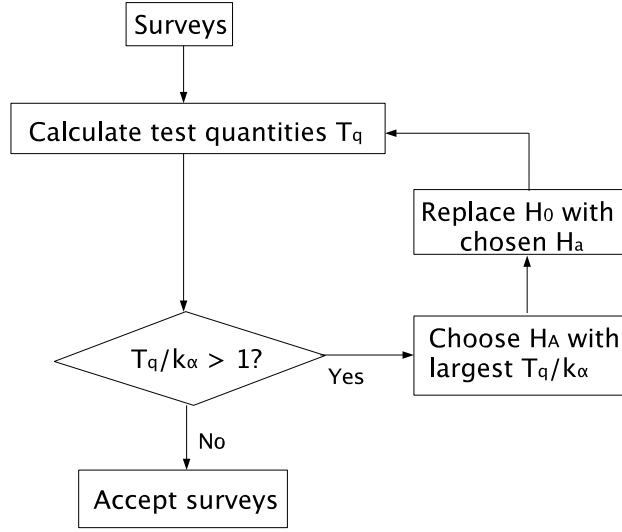 Surveys
Calculate test quantities Tq
Replace H0 with
chosen Ha
Tq/kα > 1?
Yes
Choose HA with
largest Tq/kα
No
Accept surveys